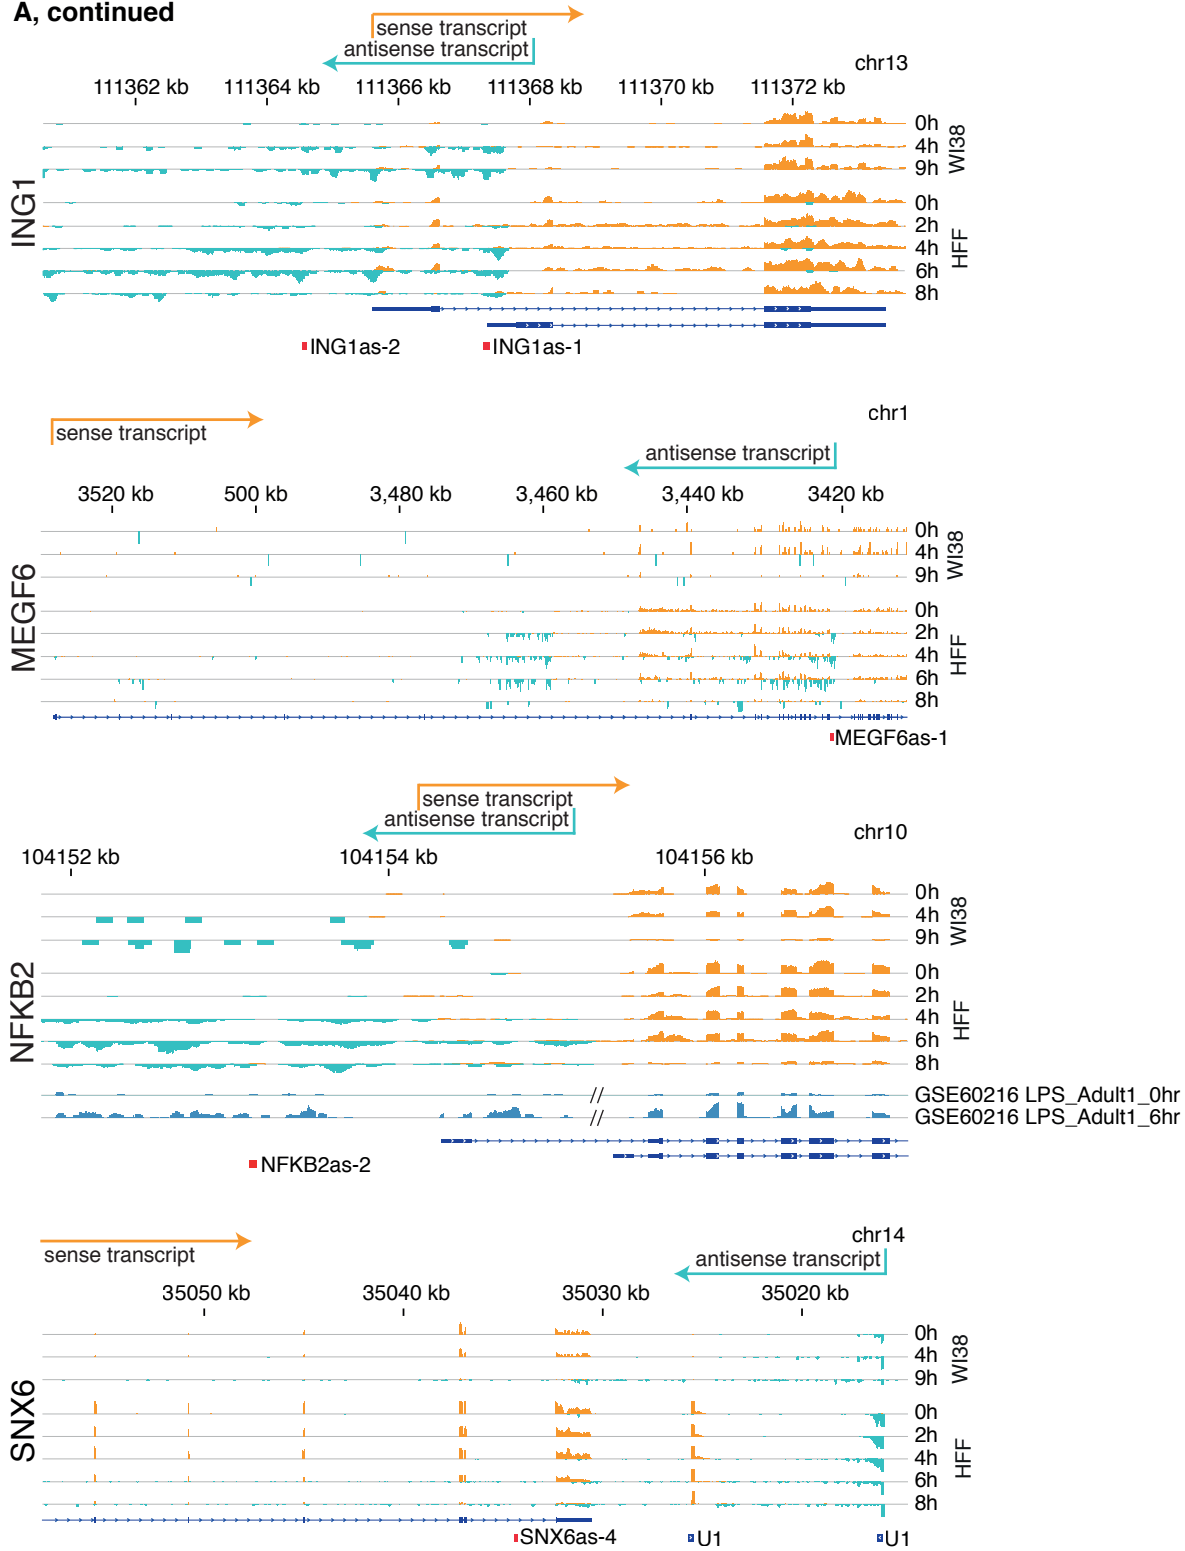 A, continued
sense transcript
antisense transcript
chr13
111362 kb 111364 kb 111366 kb 111368 kb 111370 kb 111372 kb
ING1
0h
4h
9h
WI38
0h
2h
4h
6h
8h
HFF
ING1as-2 ING1as-1
chr1
sense transcript
antisense transcript
3520 kb 500 kb 3,480 kb 3,460 kb 3,440 kb 3420 kb
MEGF6
0h
4h
9h
WI38
0h
2h
4h
6h
8h
HFF
MEGF6as-1
sense transcript
antisense transcript
chr10
104152 kb 104154 kb 104156 kb
NFKB2
0h
4h
9h
WI38
0h
2h
4h
6h
8h
HFF
// GSE60216 LPS_Adult1_0hr
// GSE60216 LPS_Adult1_6hr
NFKB2as-2
chr14
sense transcript
antisense transcript
35050 kb 35040 kb 35030 kb 35020 kb
SNX6
0h
4h
9h
WI38
0h
2h
4h
6h
8h
HFF
SNX6as-4 U1 U1